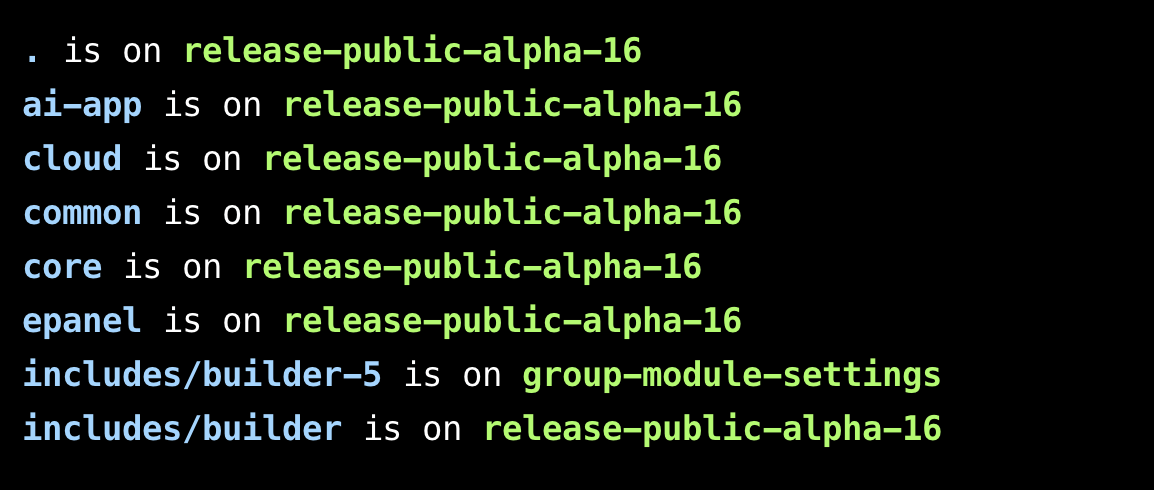 . is on release-public-alpha-16
ai-app is on release-public-alpha-16
cloud is on release-public-alpha-16
common is on release-public-alpha-16
core is on release-public-alpha-16
epanel is on release-public-alpha-16
includes/builder-5 is on group-module-settings
includes/builder is on release-public-alpha-16